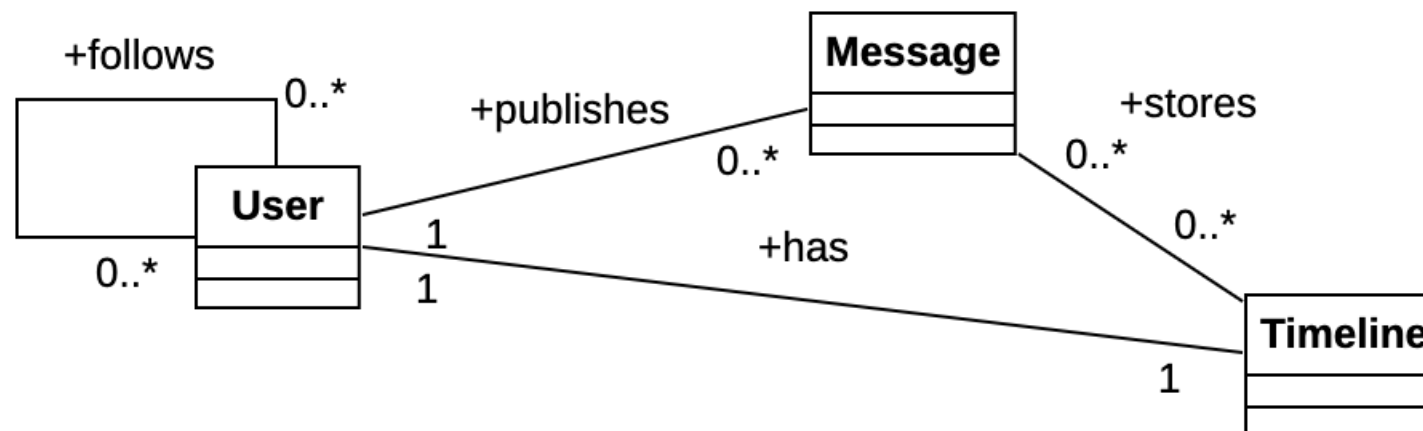 +follows
0..*
User
0..*
+publishes
1
0..*
Message
+stores
0..*
0..*
+has
1
1
Timeline